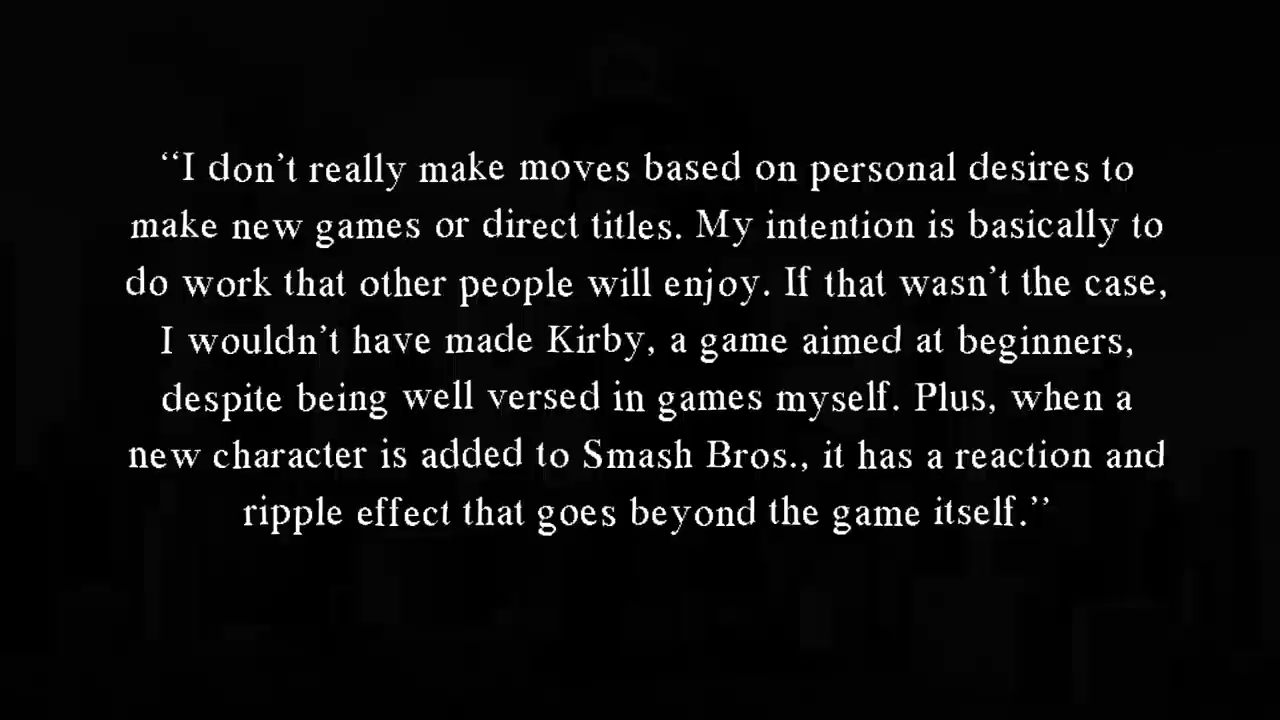 “I don’t really make moves based on personal desires to
make new games or direct titles. My intention is basically to
do work that other people will enjoy. If that wasn’t the case,
I wouldn’t have made Kirby, a game aimed at beginners,
despite being well versed in games myself. Plus, when a
new character is added to Smash Bros., it has a reaction and
ripple effect that goes beyond the game itself.”